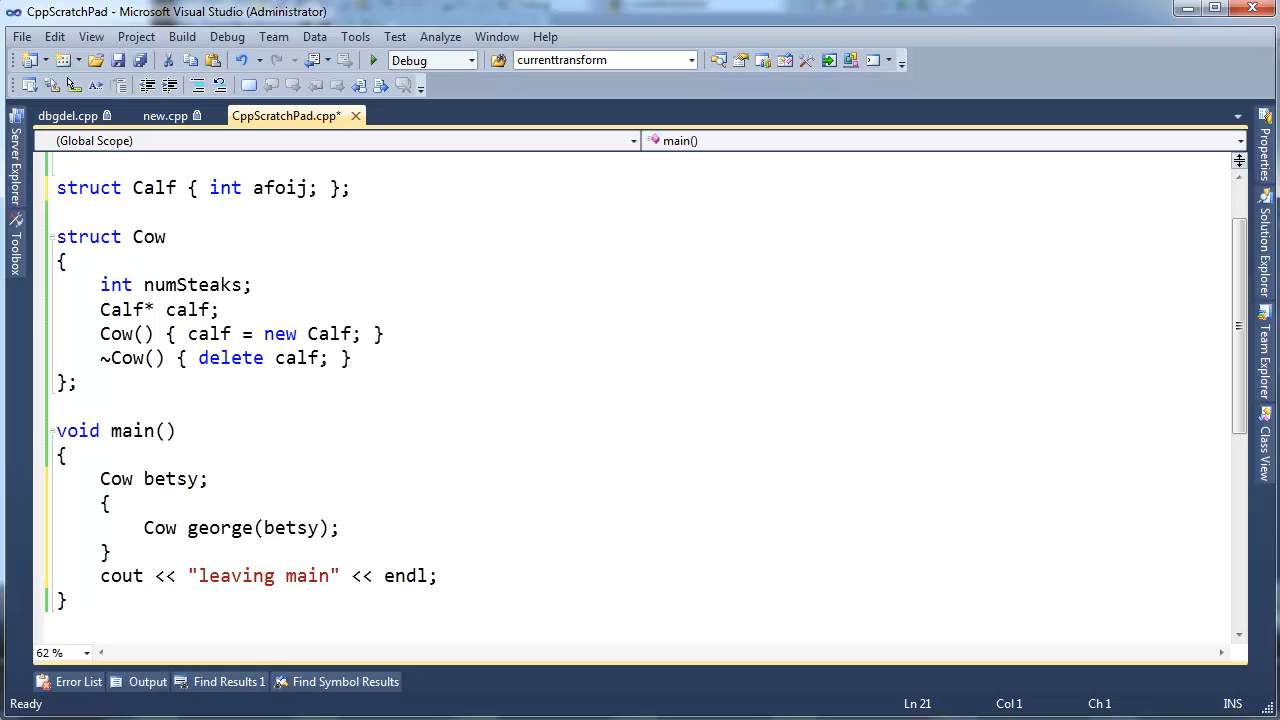 CppScratchPad - Microsoft Visual Studio (Administrator)
File Edit View Project Build Debug Team Data Tools Test Analyze Window Help
Debug currenttransform
dbgdel.cpp new.cpp CppScratchPad.cpp*
(Global Scope) main()
struct Calf { int afoij; };
struct Cow
{
int numSteaks;
Calf* calf;
Cow() { calf = new Calf; }
~Cow() { delete calf; }
};
void main()
{
Cow betsy;
{
Cow george(betsy);
}
cout << "leaving main" << endl;
}
62 %
Error List Output Find Results 1 Find Symbol Results
Ready Ln 21 Col 1 Ch 1 INS
Server Explorer
Toolbox
Properties
Solution Explorer
Team Explorer
Class View